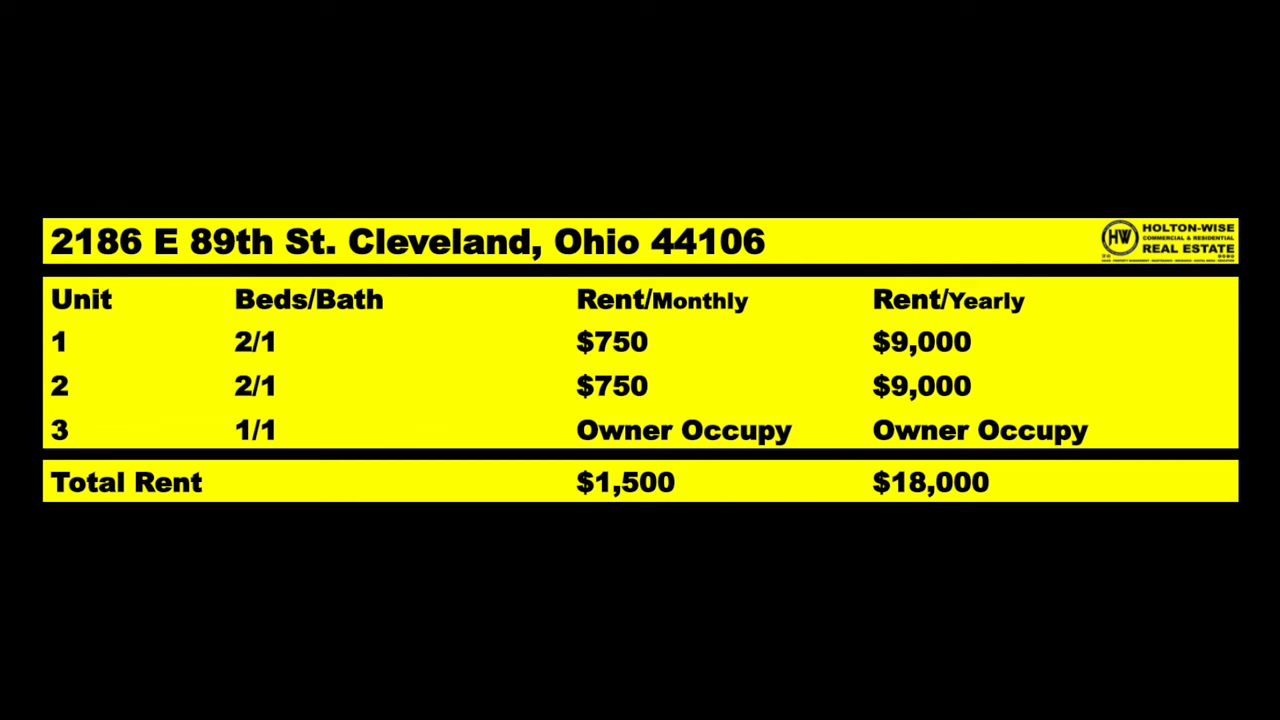 2186 E 89th St. Cleveland, Ohio 44106
HOLTON-WISE
COMMERCIAL & RESIDENTIAL
REAL ESTATE
HW
Unit Beds/Bath Rent/Monthly Rent/Yearly
1 2/1 $750 $9,000
2 2/1 $750 $9,000
3 1/1 Owner Occupy Owner Occupy
Total Rent $1,500 $18,000